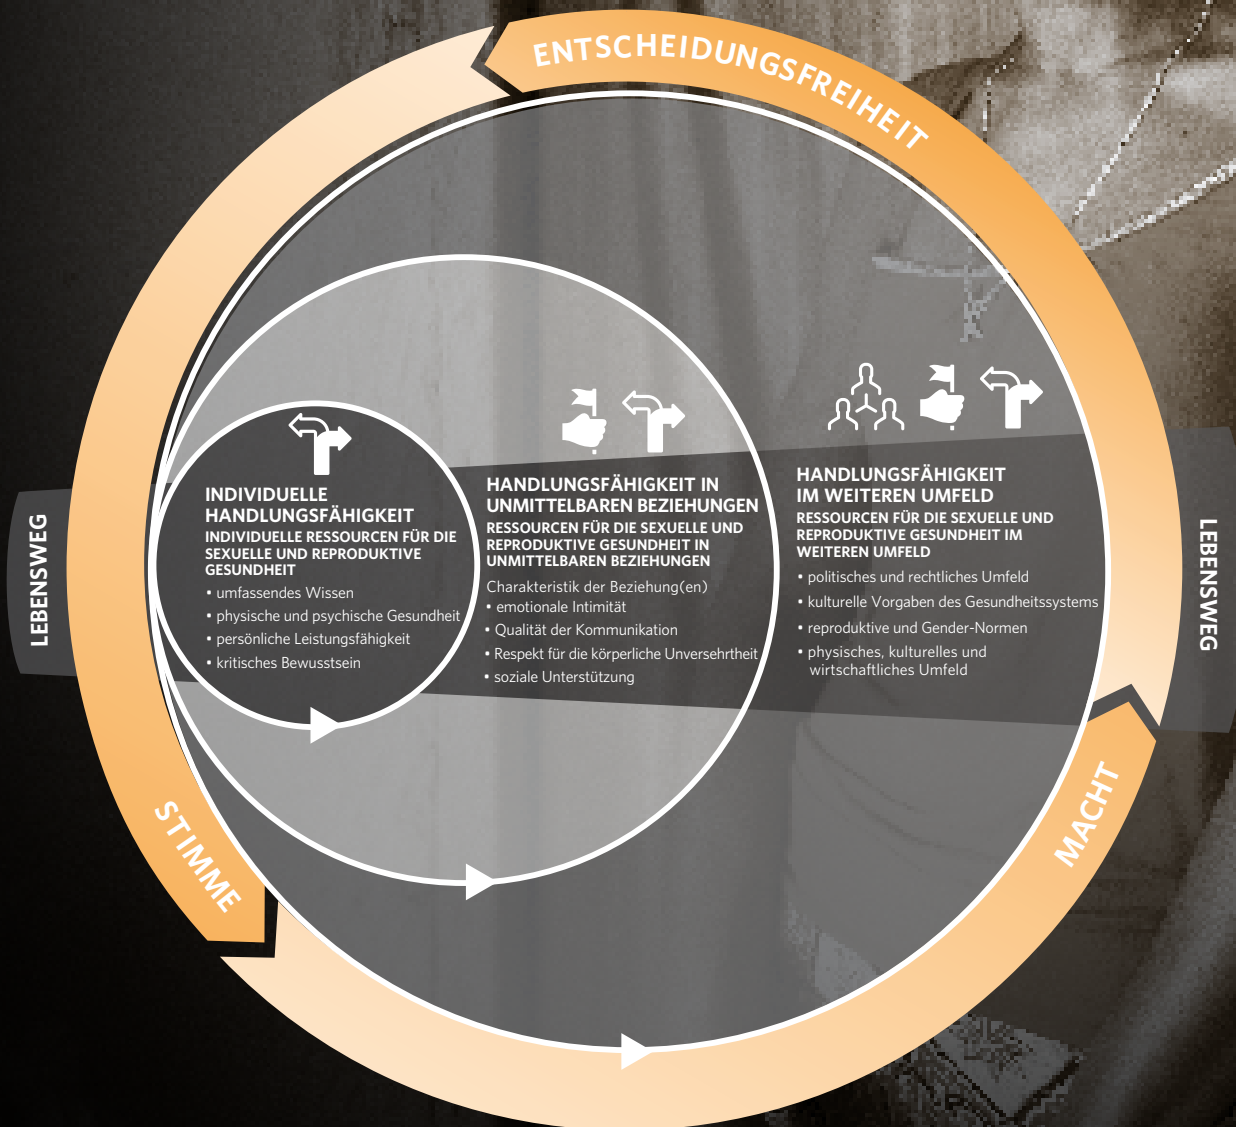 ENTSCHEIDUNGSFREIHEIT
LEBENSWEG
INDIVIDUELLE
HANDLUNGSFÄHIGKEIT
INDIVIDUELLE RESSOURCEN FÜR DIE
SEXUELLE UND REPRODUKTIVE
GESUNDHEIT
• umfassendes Wissen
• physische und psychische Gesundheit
• persönliche Leistungsfähigkeit
• kritisches Bewusstsein
HANDLUNGSFÄHIGKEIT IN
UNMITTELBAREN BEZIEHUNGEN
RESSOURCEN FÜR DIE SEXUELLE UND
REPRODUKTIVE GESUNDHEIT IN
UNMITTELBAREN BEZIEHUNGEN
Charakteristik der Beziehung(en)
• emotionale Intimität
• Qualität der Kommunikation
• Respekt für die körperliche Unversehrtheit
• soziale Unterstützung
HANDLUNGSFÄHIGKEIT
IM WEITEREN UMFELD
RESSOURCEN FÜR DIE SEXUELLE UND
REPRODUKTIVE GESUNDHEIT IM
WEITEREN UMFELD
• politisches und rechtliches Umfeld
• kulturelle Vorgaben des Gesundheitssystems
• reproduktive und Gender-Normen
• physisches, kulturelles und
wirtschaftliches Umfeld
LEBENSWEG
STIMME
MACHT